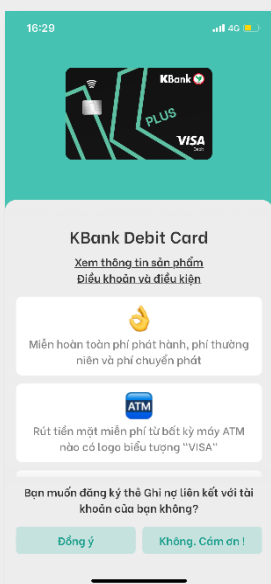 16:29
4G
KBank
PLUS
VISA
Debit
KBank Debit Card
Xem thông tin sản phẩm
Điều khoản và điều kiện
Miễn hoàn toàn phí phát hành, phí thường
niên và phí chuyển phát
ATM
Rút tiền mặt miễn phí từ bất kỳ máy ATM
nào có logo biểu tượng "VISA"
Bạn muốn đăng ký thẻ Ghi nợ liên kết với tài
khoản của bạn không?
Đồng ý
Không. Cám ơn !